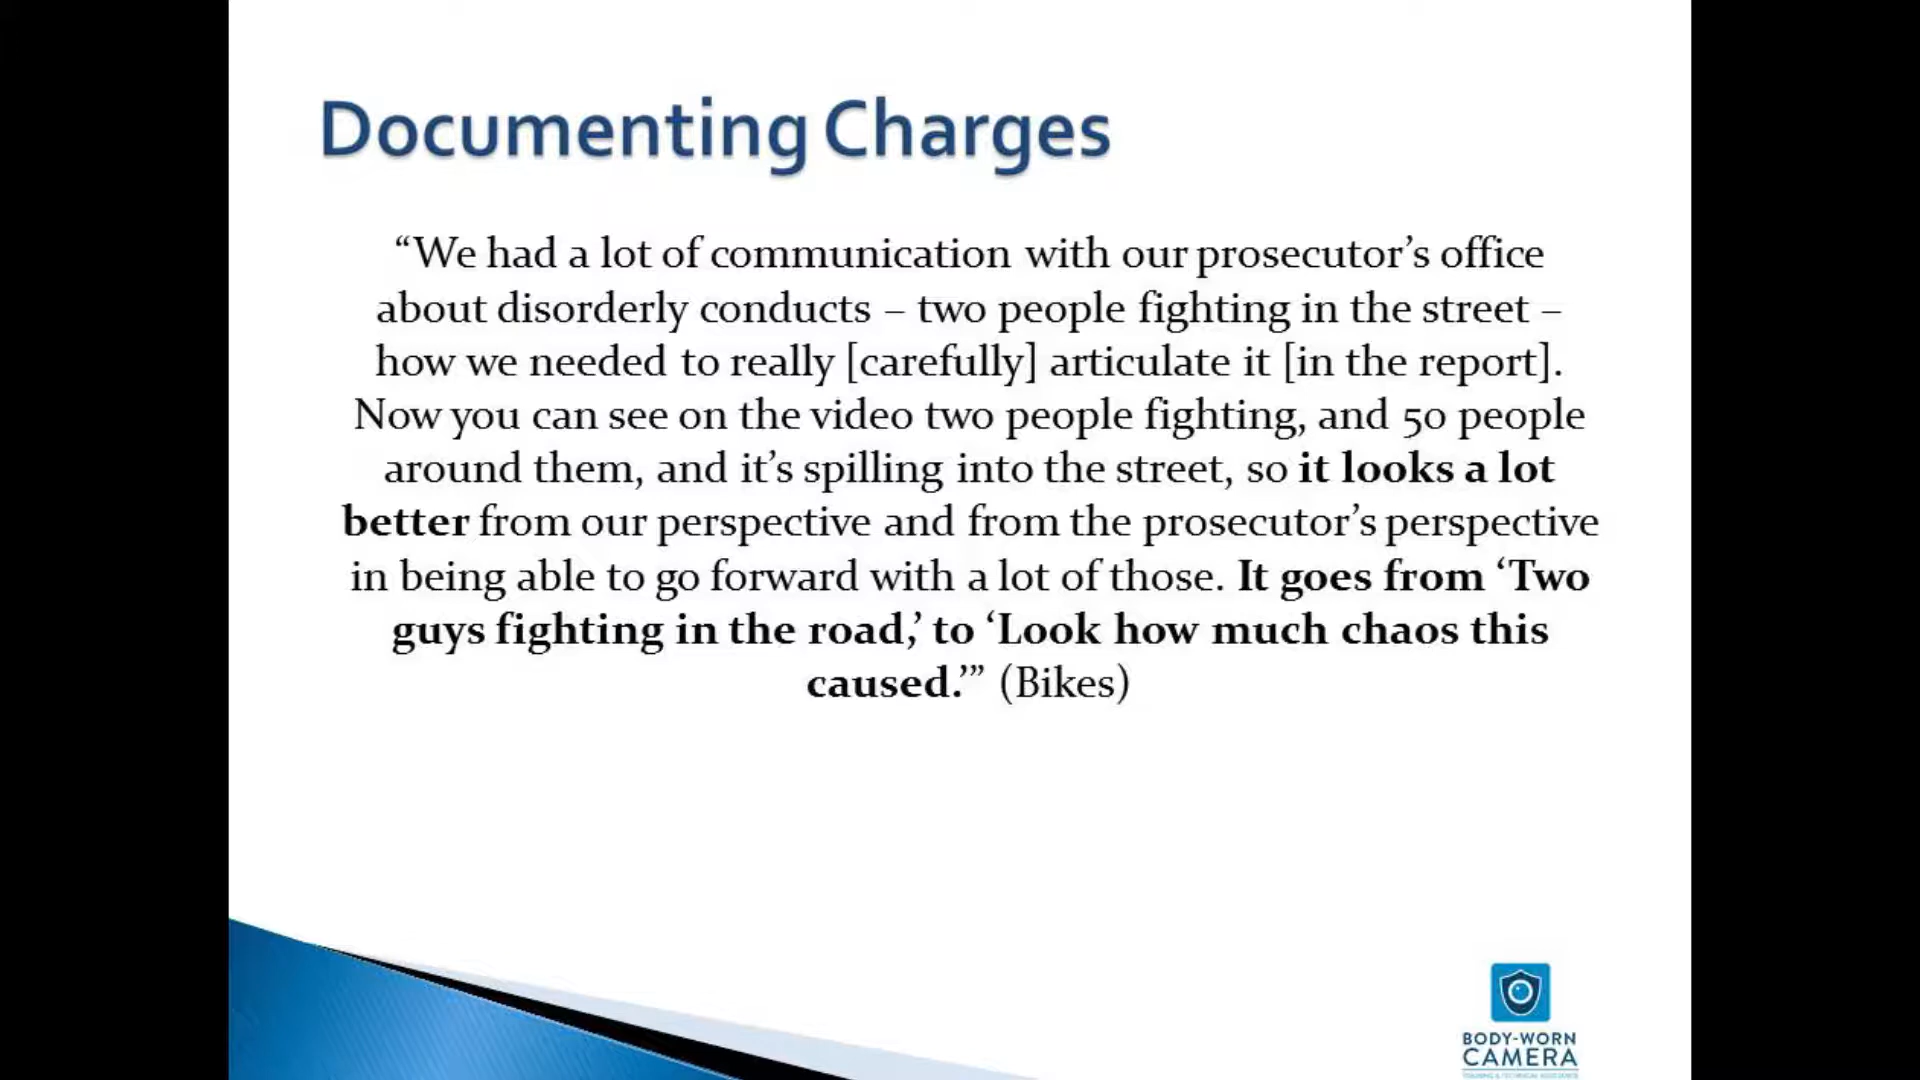 Documenting Charges
“We had a lot of communication with our prosecutor’s office
about disorderly conducts – two people fighting in the street –
how we needed to really [carefully] articulate it [in the report].
Now you can see on the video two people fighting, and 50 people
around them, and it’s spilling into the street, so it looks a lot
better from our perspective and from the prosecutor’s perspective
in being able to go forward with a lot of those. It goes from ‘Two
guys fighting in the road,’ to ‘Look how much chaos this
caused.’” (Bikes)
BODY-WORN
CAMERA
TRAINING & TECHNICAL ASSISTANCE